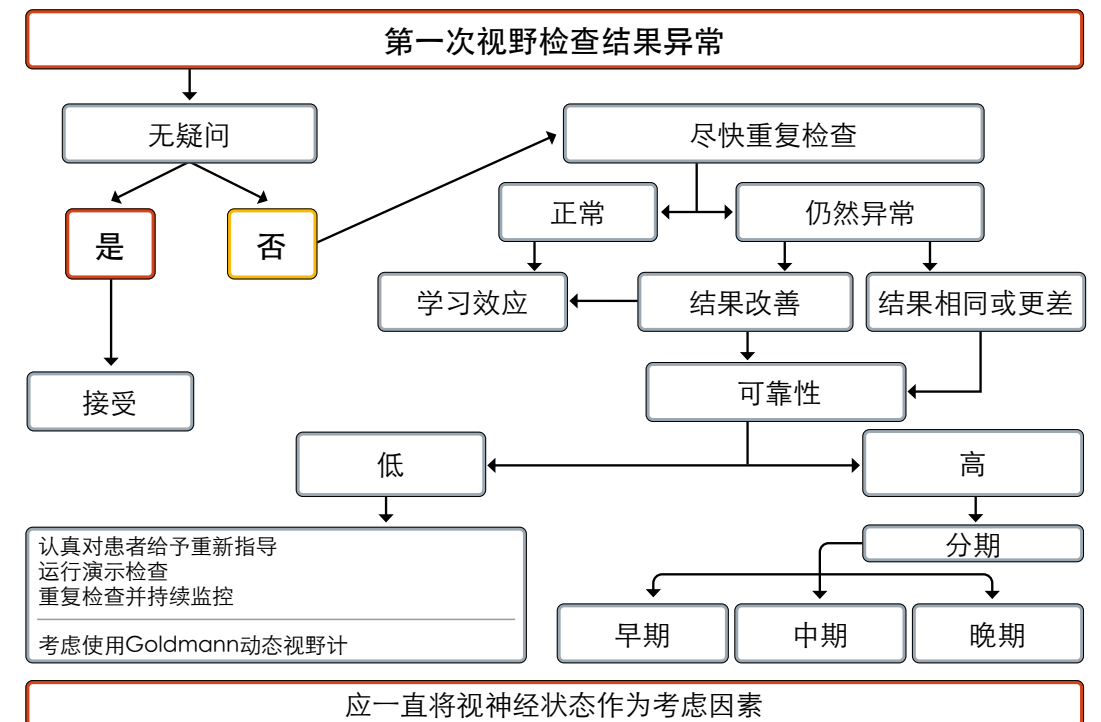 第一次视野检查结果异常
无疑问
尽快重复检查
是
否
正常
仍然异常
学习效应
结果改善
结果相同或更差
接受
可靠性
低
高
认真对患者给予重新指导
运行演示检查
重复检查并持续监控
考虑使用Goldmann动态视野计
分期
早期
中期
晚期
应一直将视神经状态作为考虑因素